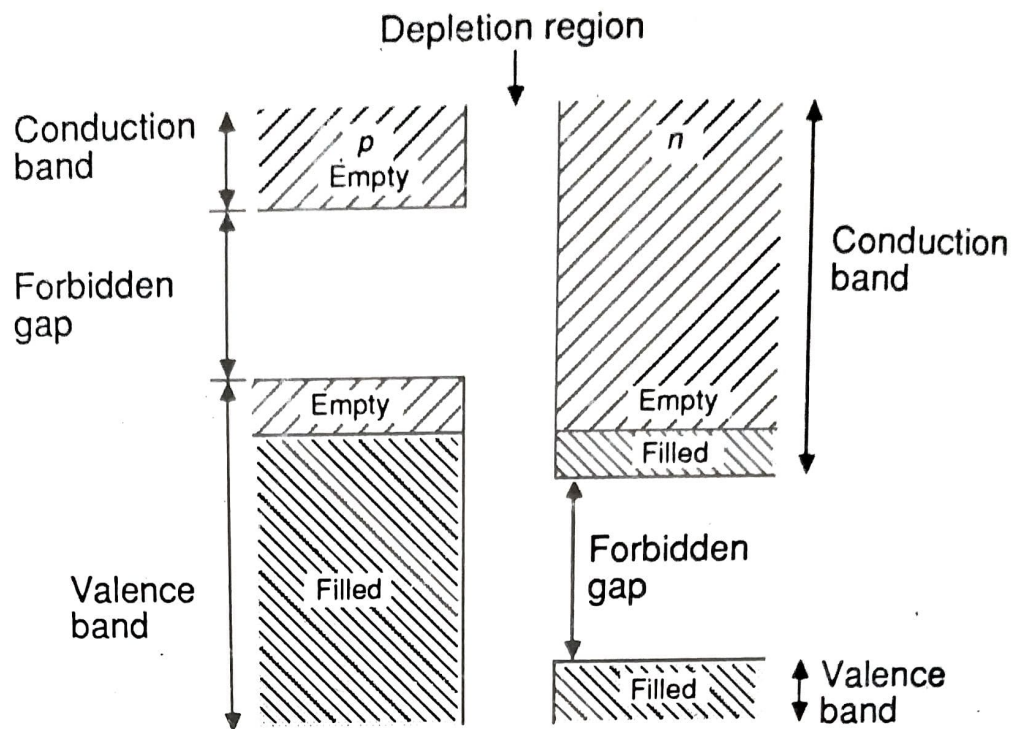 Depletion region
Conduction
band
p
Empty
n
Conduction
band
Forbidden
gap
Empty
Empty
Filled
Forbidden
gap
Valence
band
Filled
Filled
Valence
band